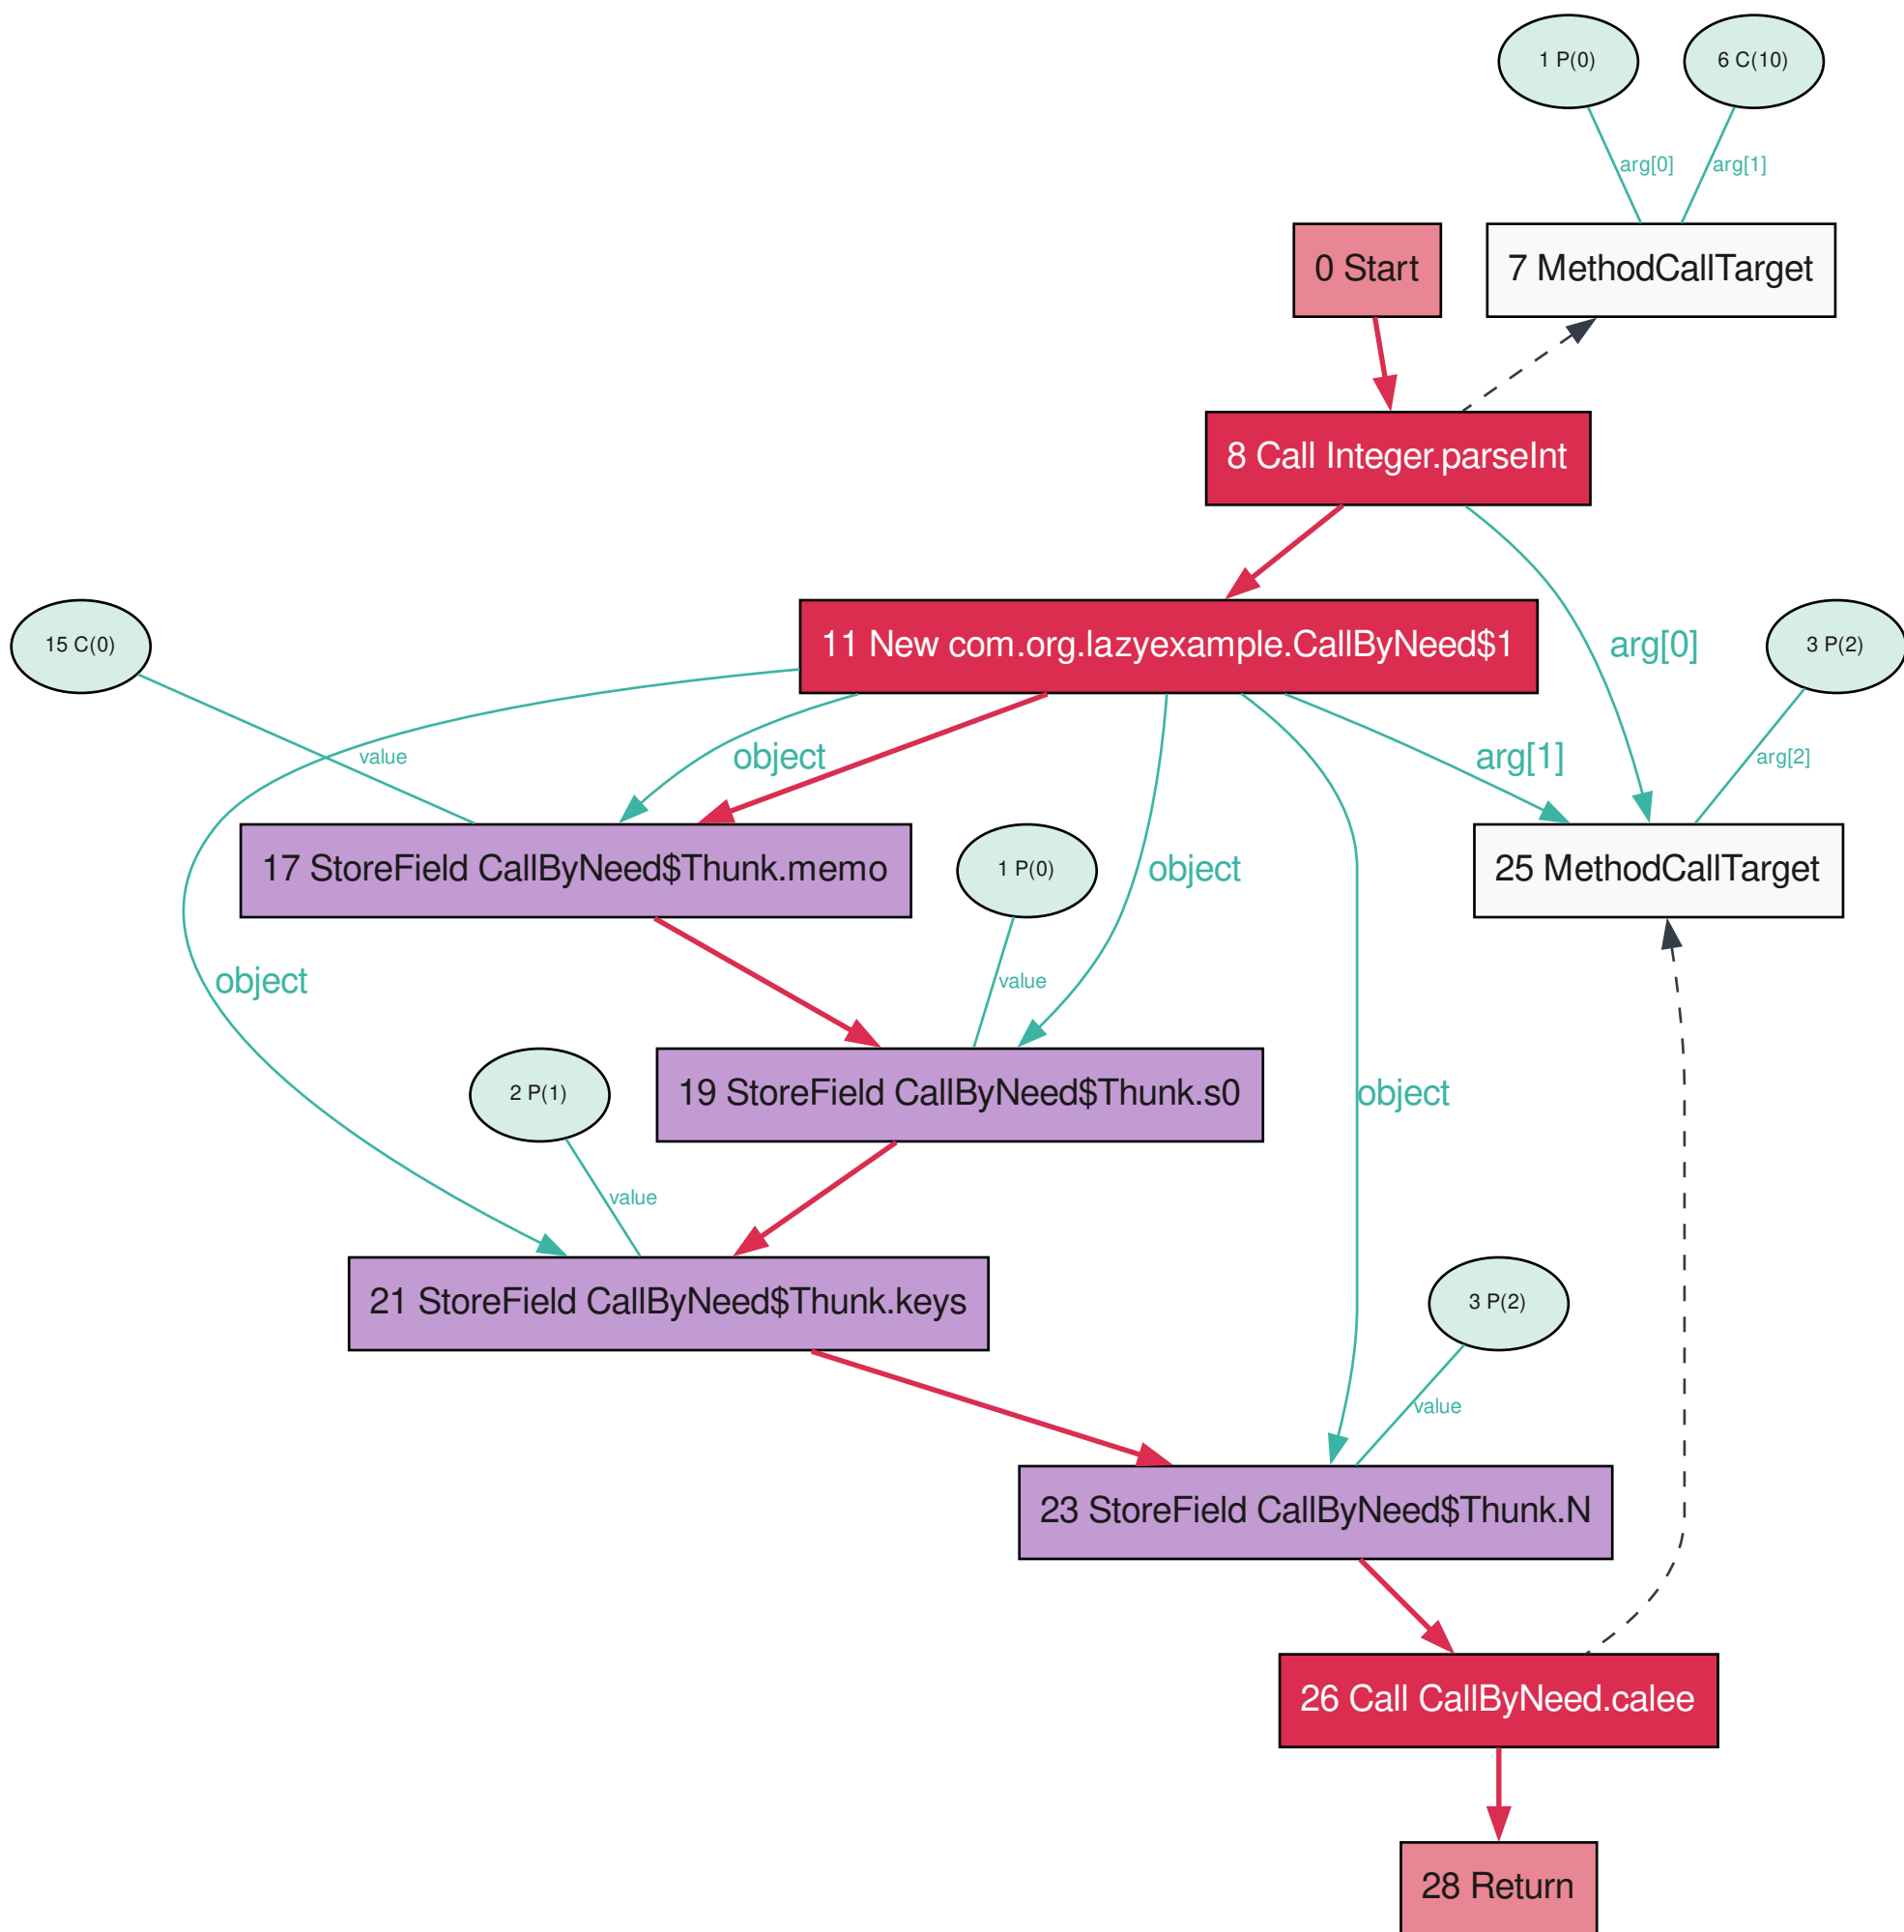 1 P(0)
6 C(10)
arg[0]
arg[1]
0 Start
7 MethodCallTarget
8 Call Integer.parseInt
15 C(0)
11 New com.org.lazyexample.CallByNeed$1
arg[0]
3 P(2)
value
object
arg[1]
arg[2]
17 StoreField CallByNeed$Thunk.memo
1 P(0)
object
25 MethodCallTarget
object
value
2 P(1)
19 StoreField CallByNeed$Thunk.s0
object
value
21 StoreField CallByNeed$Thunk.keys
3 P(2)
value
23 StoreField CallByNeed$Thunk.N
26 Call CallByNeed.calee
28 Return